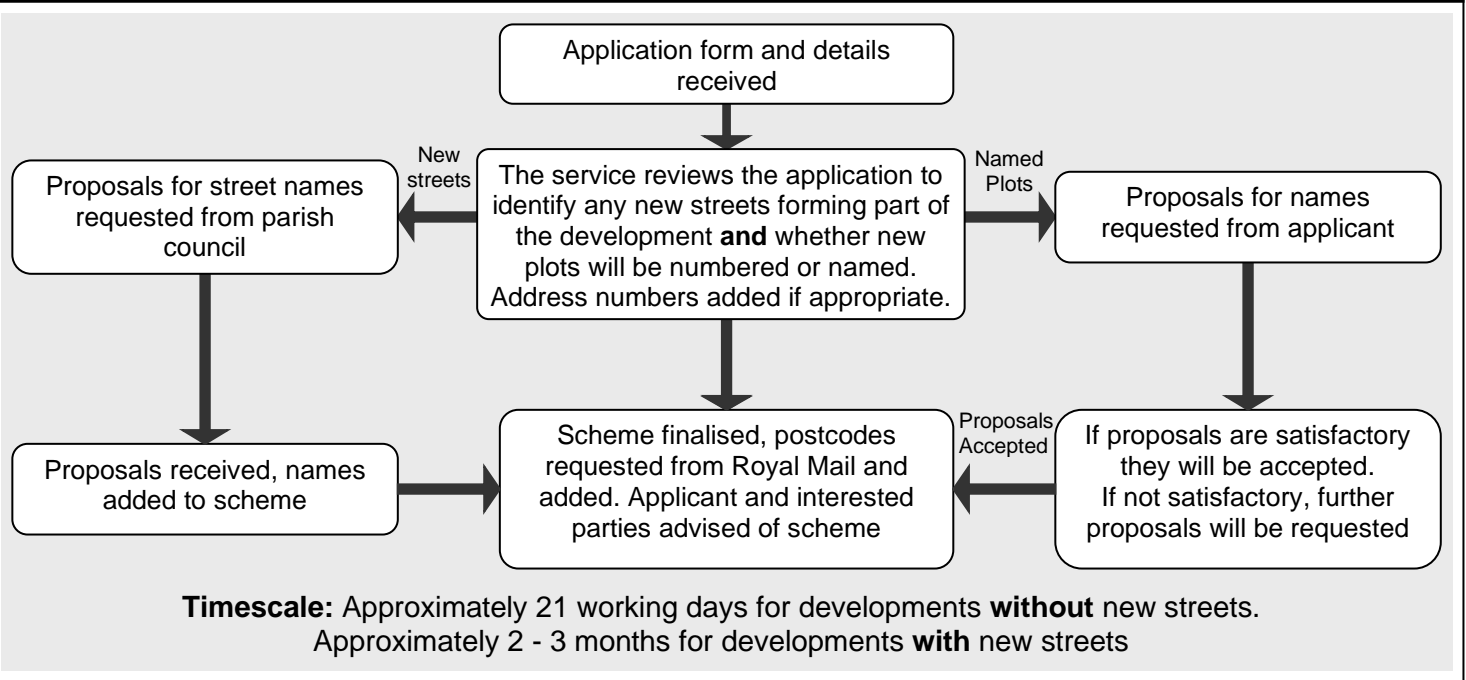 Application form and details
received
New
streets
Named
Plots
Proposals for street names
requested from parish
council
The service reviews the application to
identify any new streets forming part of
the development and whether new
plots will be numbered or named.
Address numbers added if appropriate.
Proposals for names
requested from applicant
Proposals received, names
added to scheme
Scheme finalised, postcodes
requested from Royal Mail and
added. Applicant and interested
parties advised of scheme
Proposals
Accepted
If proposals are satisfactory
they will be accepted.
If not satisfactory, further
proposals will be requested
Timescale: Approximately 21 working days for developments without new streets.
Approximately 2 - 3 months for developments with new streets